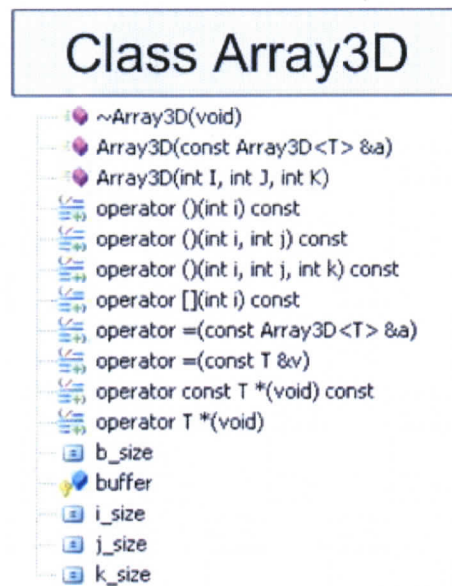 Class Array3D
~Array3D(void)
Array3D(const Array3D<T> &a)
Array3D(int I, int J, int K)
operator ()(int i) const
operator ()(int i, int j) const
operator ()(int i, int j, int k) const
operator [](int i) const
operator =(const Array3D<T> &a)
operator =(const T &v)
operator const T *(void) const
operator T *(void)
b_size
buffer
i_size
j_size
k_size